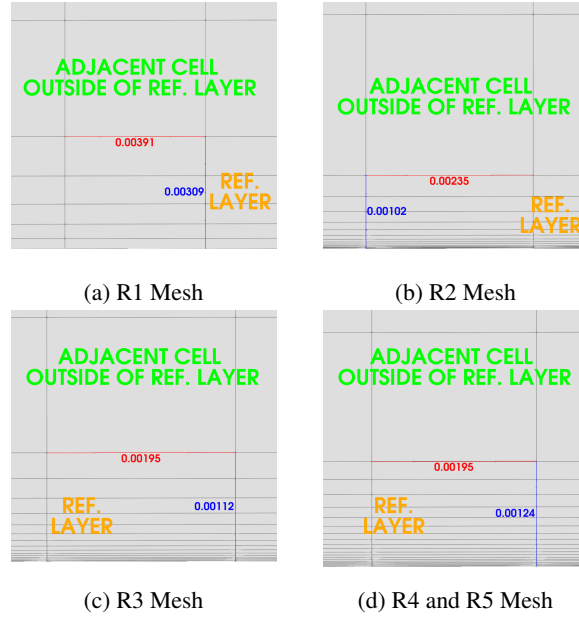 ADJACENT CELL
OUTSIDE OF REF. LAYER
0.00391
0.00309
REF.
LAYER
(a) R1 Mesh
ADJACENT CELL
OUTSIDE OF REF. LAYER
0.00235
0.00102
REF.
LAYER
(b) R2 Mesh
ADJACENT CELL
OUTSIDE OF REF. LAYER
0.00195
REF.
LAYER
0.00112
(c) R3 Mesh
ADJACENT CELL
OUTSIDE OF REF. LAYER
0.00195
REF.
LAYER
0.00124
(d) R4 and R5 Mesh